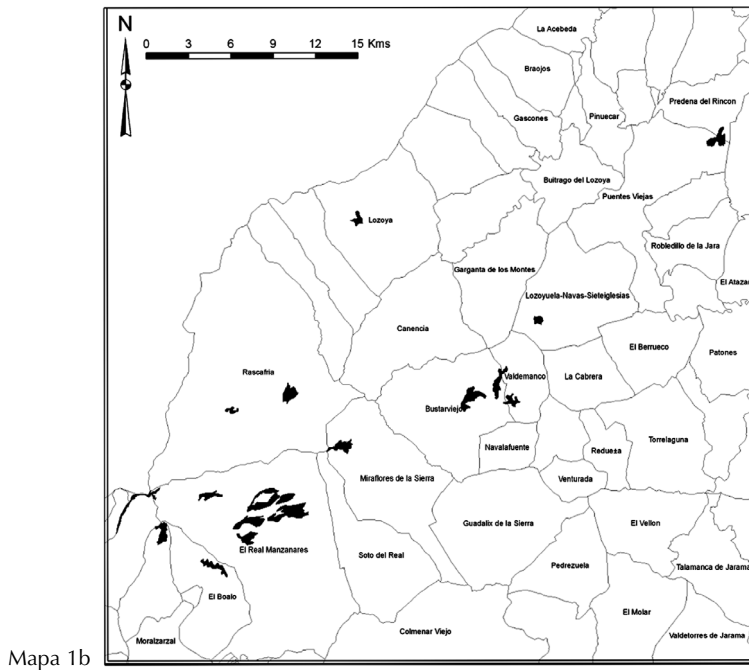 N
0 3 6 9 12 15 Kms
La Acebeda
Braojos
Predena del Rincon
Gascones
Pinuecar
Buitrago del Lozoya
Puentes Viejas
Lozoya
Robledillo de la Jara
Garganta de los Montes
El Atazar
Lozoyuela-Navas-Sieteiglesias
Canencia
El Berrueco
Patones
Rascafria
Valdemanco
La Cabrera
Bustarviejo
Torrelaguna
Navalafuente
Redueña
Miraflores de la Sierra
Venturada
Guadalix de la Sierra
El Vellon
El Real Manzanares
Soto del Real
Pedrezuela
Talamanca de Jarama
El Boalo
El Molar
Colmenar Viejo
Valdetorres de Jarama
Moralzarzal
Mapa 1b